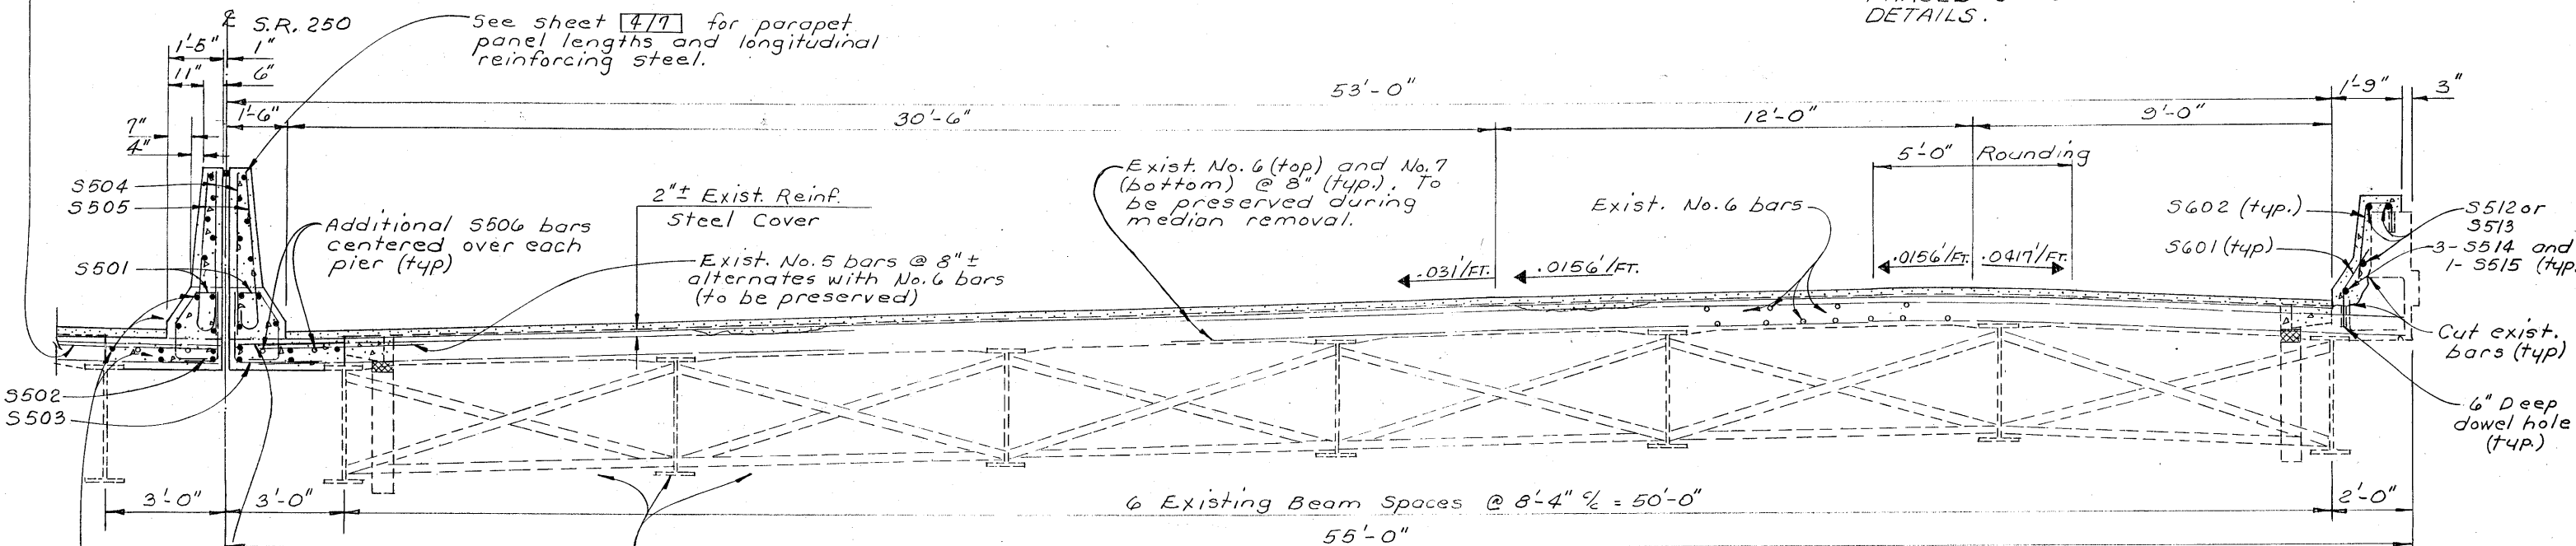 DETAILS.
℄ S.R. 250
See sheet 4/7 for parapet
panel lengths and longitudinal
reinforcing steel.
1'-5"
1"
11"
6"
53'-0"
1'-9"
3"
7"
4"
1'-6"
30'-6"
12'-0"
9'-0"
5'-0" Rounding
S504
S505
S501
Additional S506 bars
centered over each
pier (typ)
2"± Exist. Reinf.
Steel Cover
Exist. No. 5 bars @ 8"±
alternates with No. 6 bars
(to be preserved)
Exist. No. 6 (top) and No. 7
(bottom) @ 8" (typ.). To
be preserved during
median removal.
Exist. No. 6 bars
.031'/FT.
.0156'/FT.
.0156'/FT.
.0417'/FT.
S602 (typ.)
S601 (typ)
S512 or
S513
3- S514 and
1- S515 (typ.
Cut exist.
bars (typ)
6" Deep
dowel hole
(typ.)
S502
S503
3'-0"
3'-0"
6 Existing Beam Spaces @ 8'-4" c/c = 50'-0"
2'-0"
55'-0"